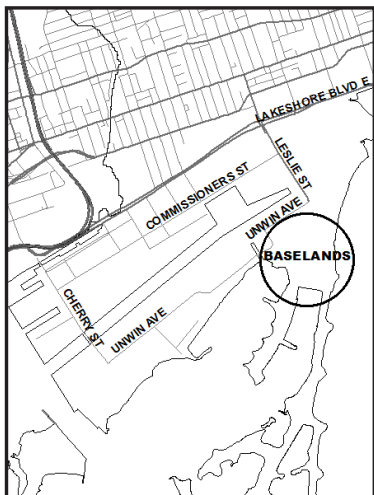 LAKESHORE BLVD E
LESLIE ST
COMMISSIONERS ST
UNWIN AVE
BASELANDS
CHERRY ST
UNWIN AVE